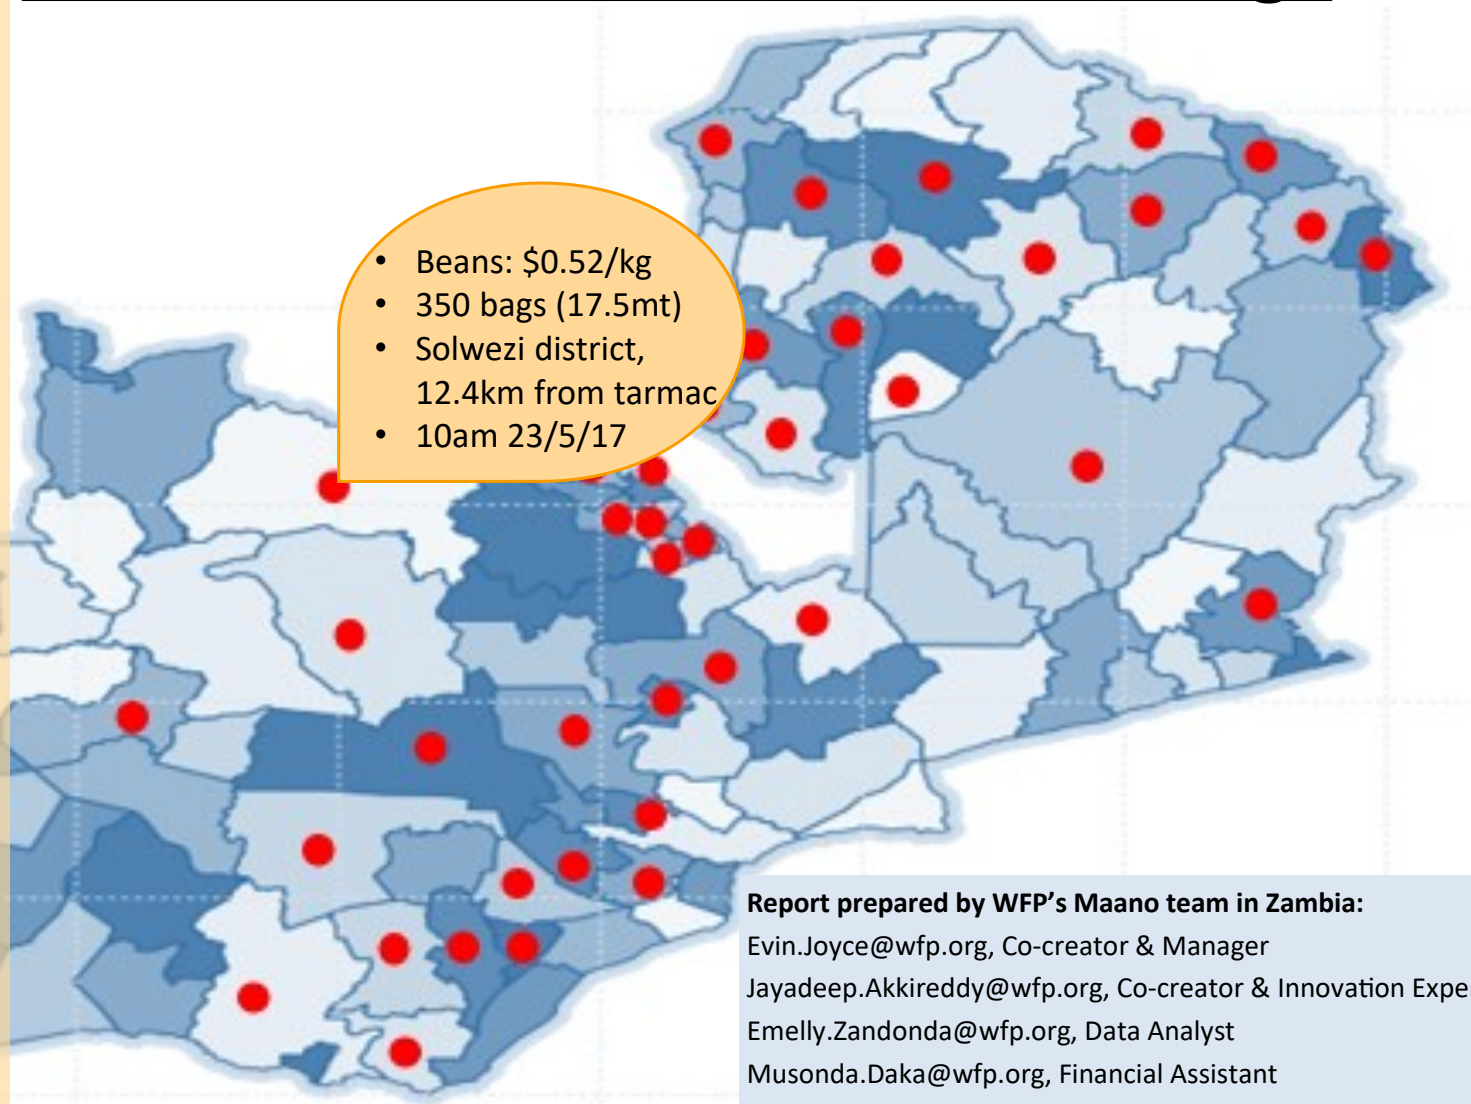 • Beans: $0.52/kg
• 350 bags (17.5mt)
• Solwezi district,
12.4km from tarmac
• 10am 23/5/17
Report prepared by WFP’s Maano team in Zambia:
Evin.Joyce@wfp.org, Co-creator & Manager
Jayadeep.Akkireddy@wfp.org, Co-creator & Innovation Expe
Emelly.Zandonda@wfp.org, Data Analyst
Musonda.Daka@wfp.org, Financial Assistant